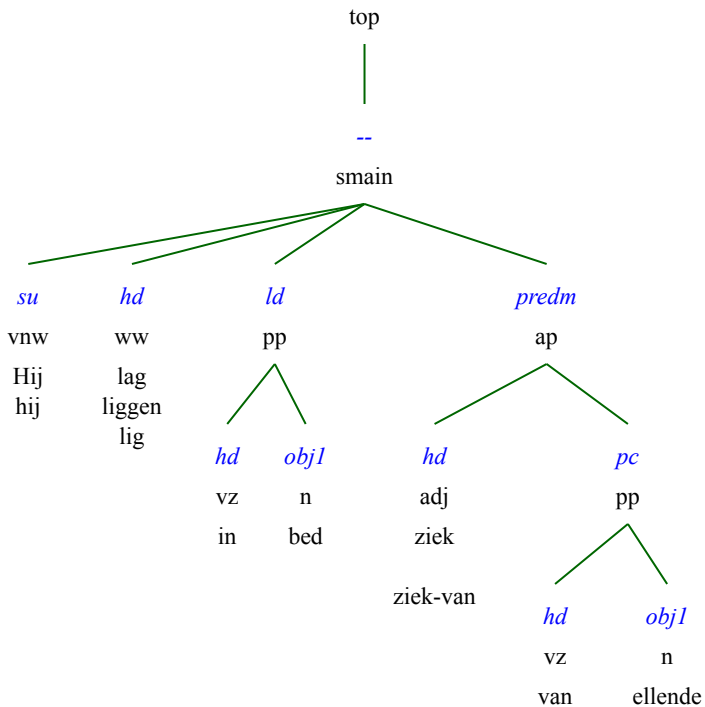 top
--
smain
su hd ld predm
vnw ww pp ap
Hij lag
hij liggen
lig
hd obj1 hd pc
vz n adj pp
in bed ziek
ziek-van
hd obj1
vz n
van ellende